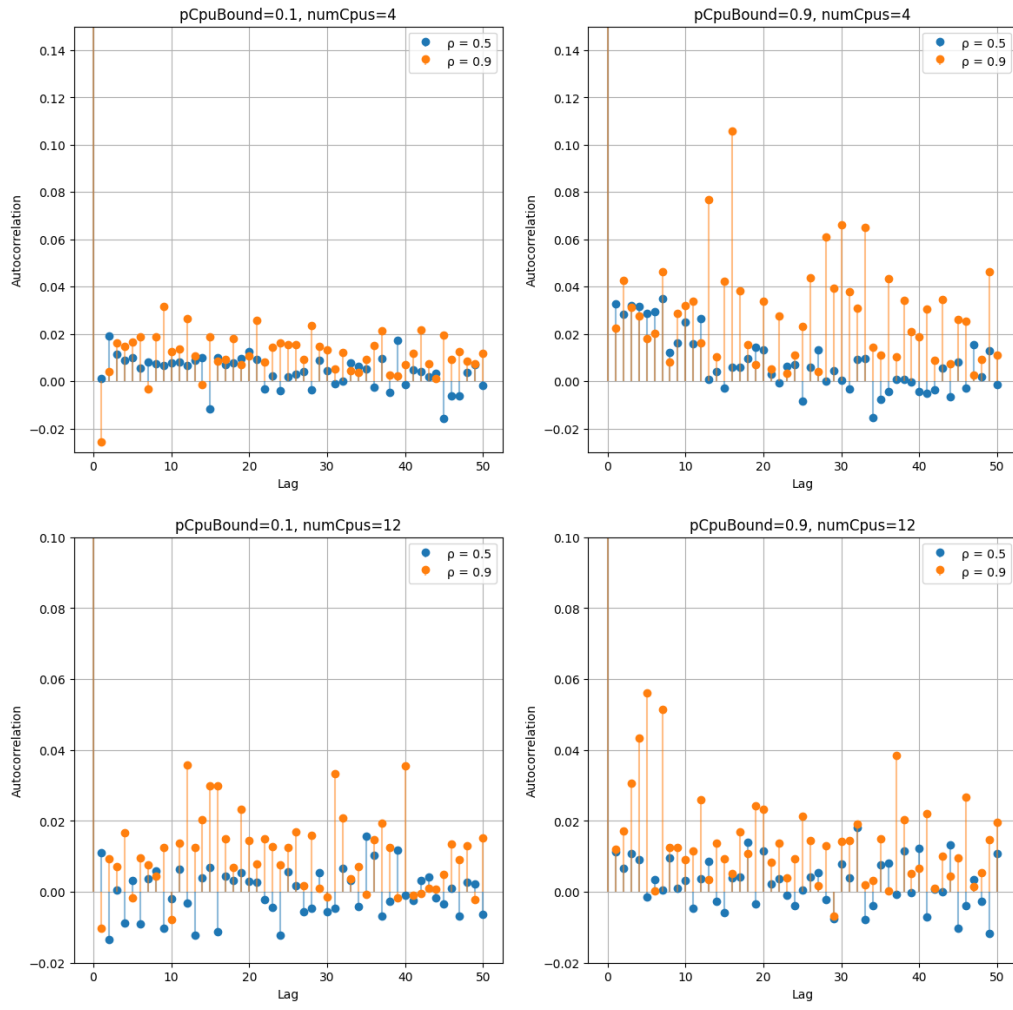 pCpuBound=0.1, numCpus=4
ρ = 0.5
ρ = 0.9
0.14
0.12
0.10
0.08
0.06
0.04
0.02
0.00
−0.02
Autocorrelation
0 10 20 30 40 50
Lag
pCpuBound=0.9, numCpus=4
ρ = 0.5
ρ = 0.9
0.14
0.12
0.10
0.08
0.06
0.04
0.02
0.00
−0.02
Autocorrelation
0 10 20 30 40 50
Lag
pCpuBound=0.1, numCpus=12
ρ = 0.5
ρ = 0.9
0.10
0.08
0.06
0.04
0.02
0.00
−0.02
Autocorrelation
0 10 20 30 40 50
Lag
pCpuBound=0.9, numCpus=12
ρ = 0.5
ρ = 0.9
0.10
0.08
0.06
0.04
0.02
0.00
−0.02
Autocorrelation
0 10 20 30 40 50
Lag